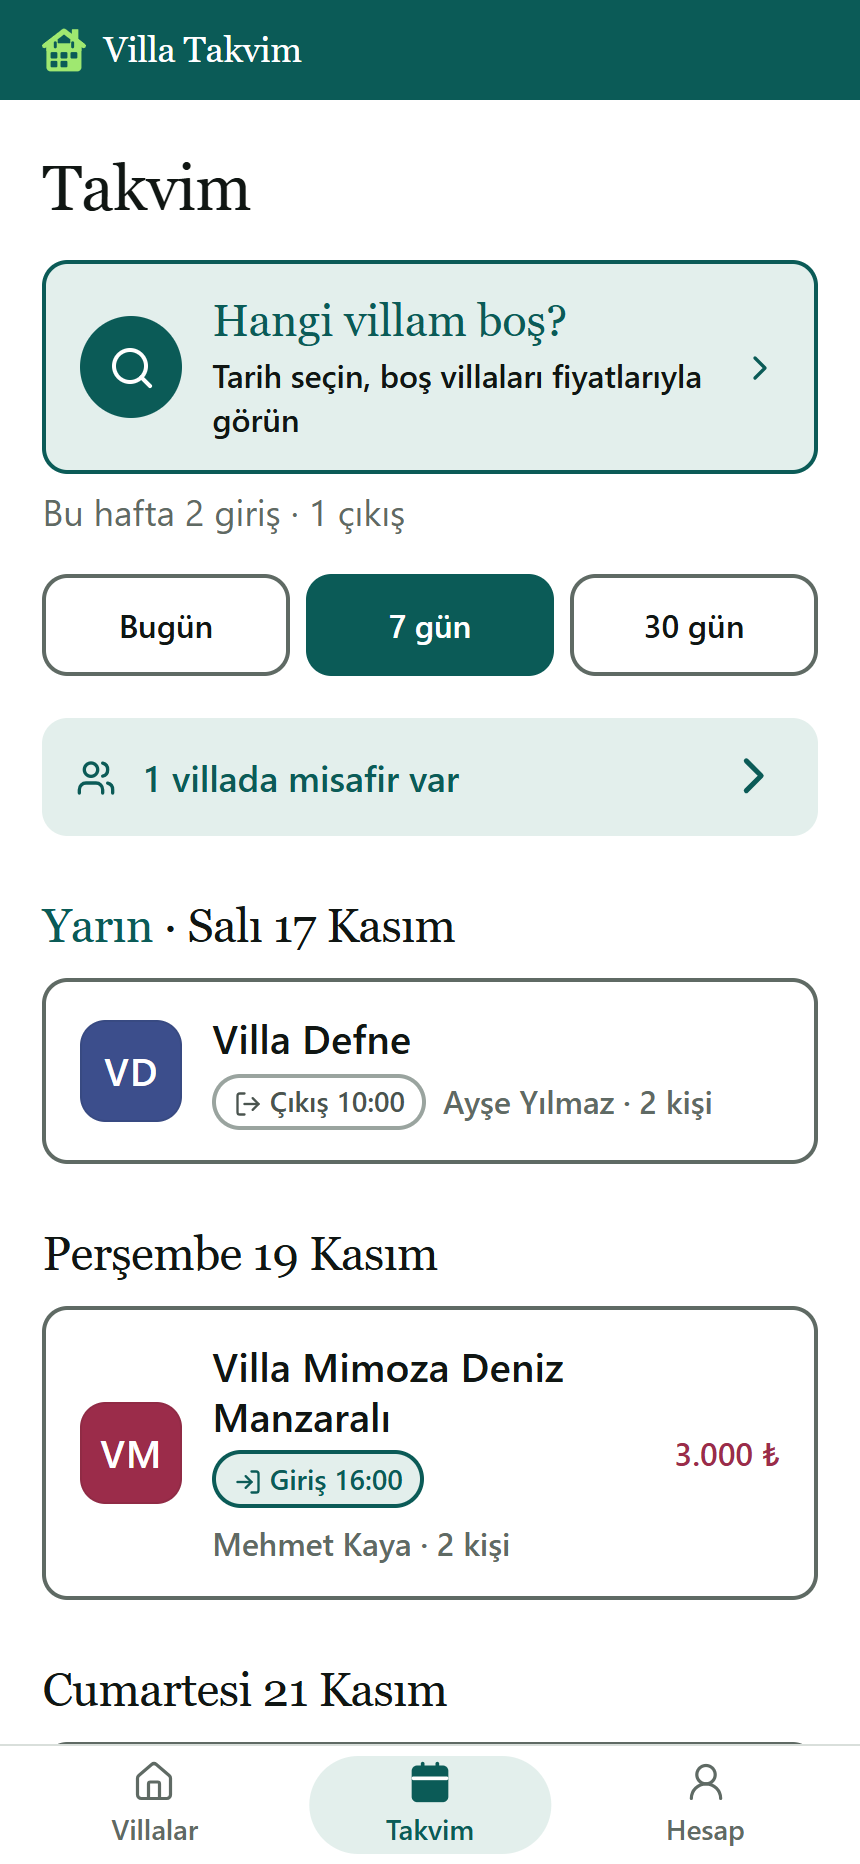 Villa Takvim
Takvim
Hangi villam boş?
Tarih seçin, boş villaları fiyatlarıyla
görün
Bu hafta 2 giriş · 1 çıkış
Bugün
7 gün
30 gün
1 villada misafir var
Yarın · Salı 17 Kasım
VD
Villa Defne
Çıkış 10:00
Ayşe Yılmaz · 2 kişi
Perşembe 19 Kasım
VM
Villa Mimoza Deniz
Manzaralı
Giriş 16:00
Mehmet Kaya · 2 kişi
3.000 ₺
Cumartesi 21 Kasım
Villalar
Takvim
Hesap